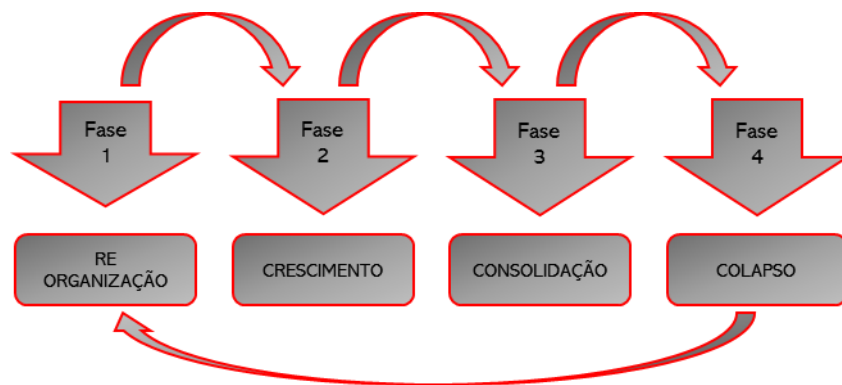 Fase
1
Fase
2
Fase
3
Fase
4
RE
ORGANIZAÇÃO
CRESCIMENTO
CONSOLIDAÇÃO
COLAPSO